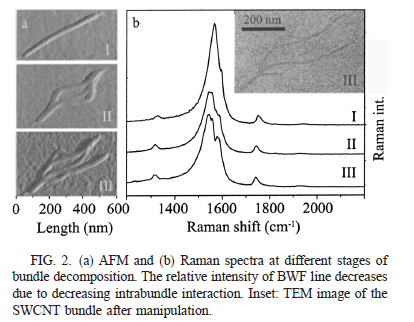 a
I
II
III
0 200 400 600
Length (nm)
b
200 nm
III
I
II
III
Raman int.
1400 1600 1800 2000
Raman shift (cm⁻¹)
FIG. 2. (a) AFM and (b) Raman spectra at different stages of
bundle decomposition. The relative intensity of BWF line decreases
due to decreasing intrabundle interaction. Inset: TEM image of the
SWCNT bundle after manipulation.